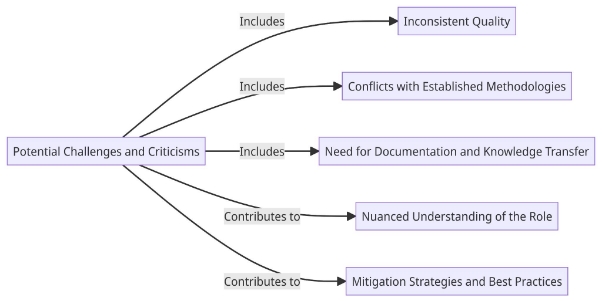 Includes
Inconsistent Quality
Includes
Conflicts with Established Methodologies
Potential Challenges and Criticisms
Includes
Need for Documentation and Knowledge Transfer
Contributes to
Nuanced Understanding of the Role
Contributes to
Mitigation Strategies and Best Practices